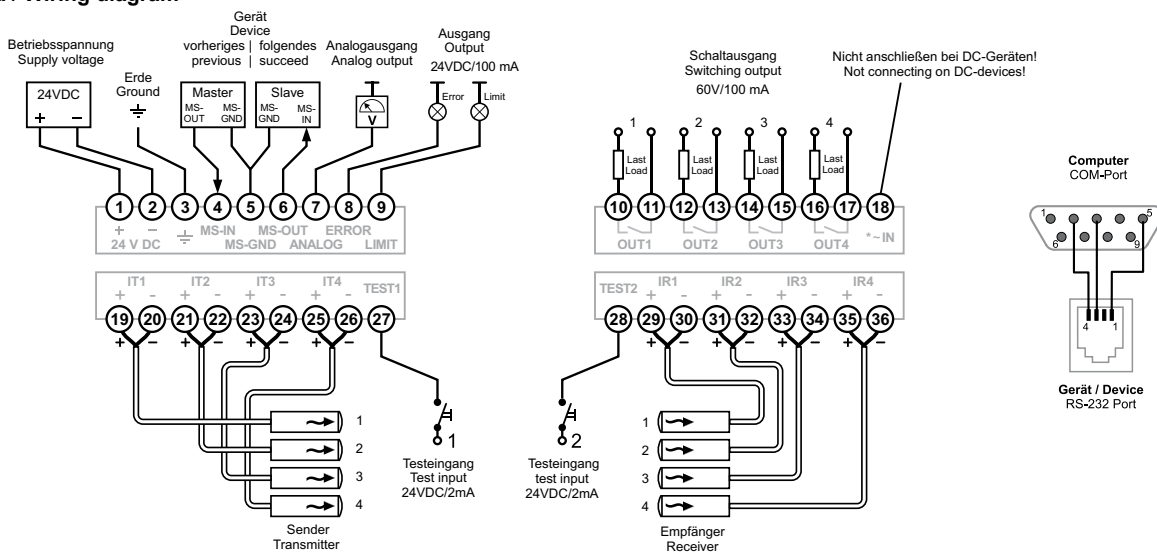 Wiring diagram
Betriebsspannung
Supply voltage
24VDC
+ −
Erde
Ground
Gerät
Device
vorheriges | folgendes
previous | succeed
Master
MS-OUT
MS-GND
Slave
MS-GND
MS-IN
Analogausgang
Analog output
V
Ausgang
Output
24VDC/100 mA
Error
Limit
1 2 3 4 5 6 7 8 9
+ − MS-IN MS-OUT ERROR
24 V DC MS-GND ANALOG LIMIT
Schaltausgang
Switching output
60V/100 mA
Nicht anschließen bei DC-Geräten!
Not connecting on DC-devices!
1 2 3 4
Last Last Last Last
Load Load Load Load
10 11 12 13 14 15 16 17 18
OUT1 OUT2 OUT3 OUT4 *~IN
IT1 IT2 IT3 IT4 TEST1
+ − + − + − + −
19 20 21 22 23 24 25 26 27
+ − + − + − + −
1
2
3
4
Sender
Transmitter
1
Testeingang
Test input
24VDC/2mA
TEST2 IR1 IR2 IR3 IR4
+ − + − + − + −
28 29 30 31 32 33 34 35 36
+ − + − + − + −
2
Testeingang
test input
24VDC/2mA
1
2
3
4
Empfänger
Receiver
Computer
COM-Port
1 5
6 9
4 1
Gerät / Device
RS-232 Port